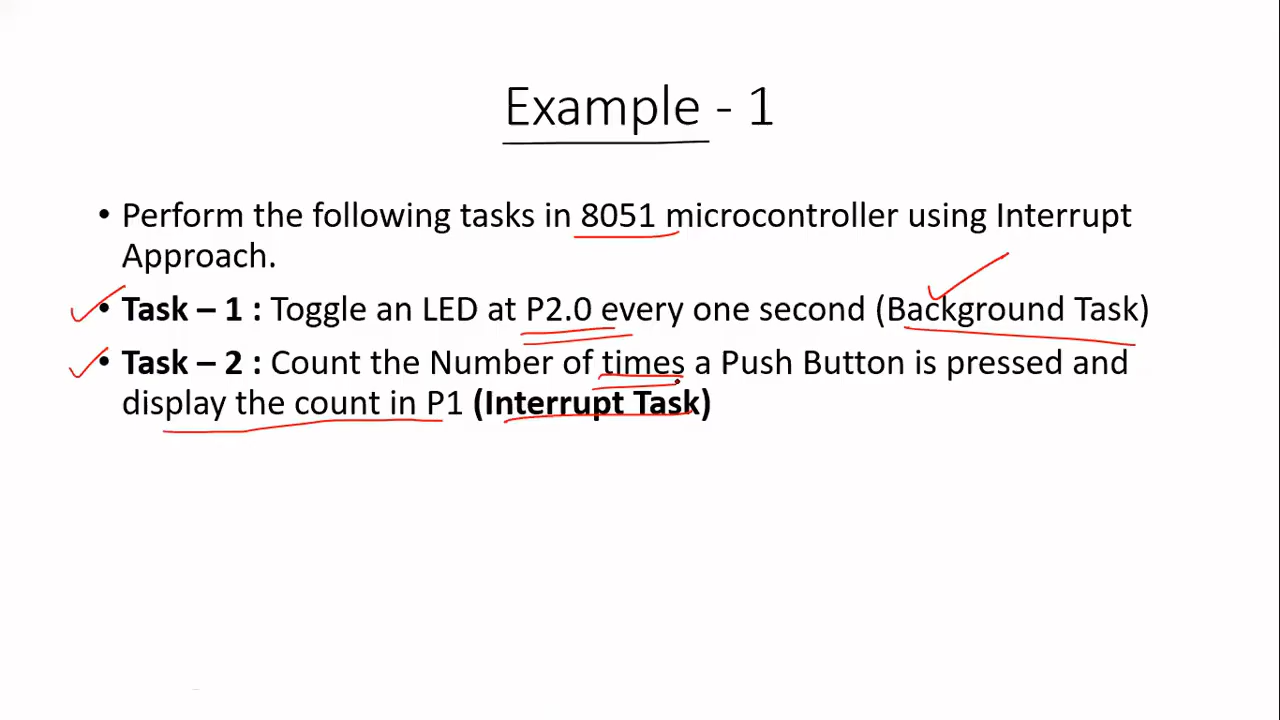 Example - 1
• Perform the following tasks in 8051 microcontroller using Interrupt
Approach.
• Task – 1 : Toggle an LED at P2.0 every one second (Background Task)
• Task – 2 : Count the Number of times a Push Button is pressed and
display the count in P1 (Interrupt Task)